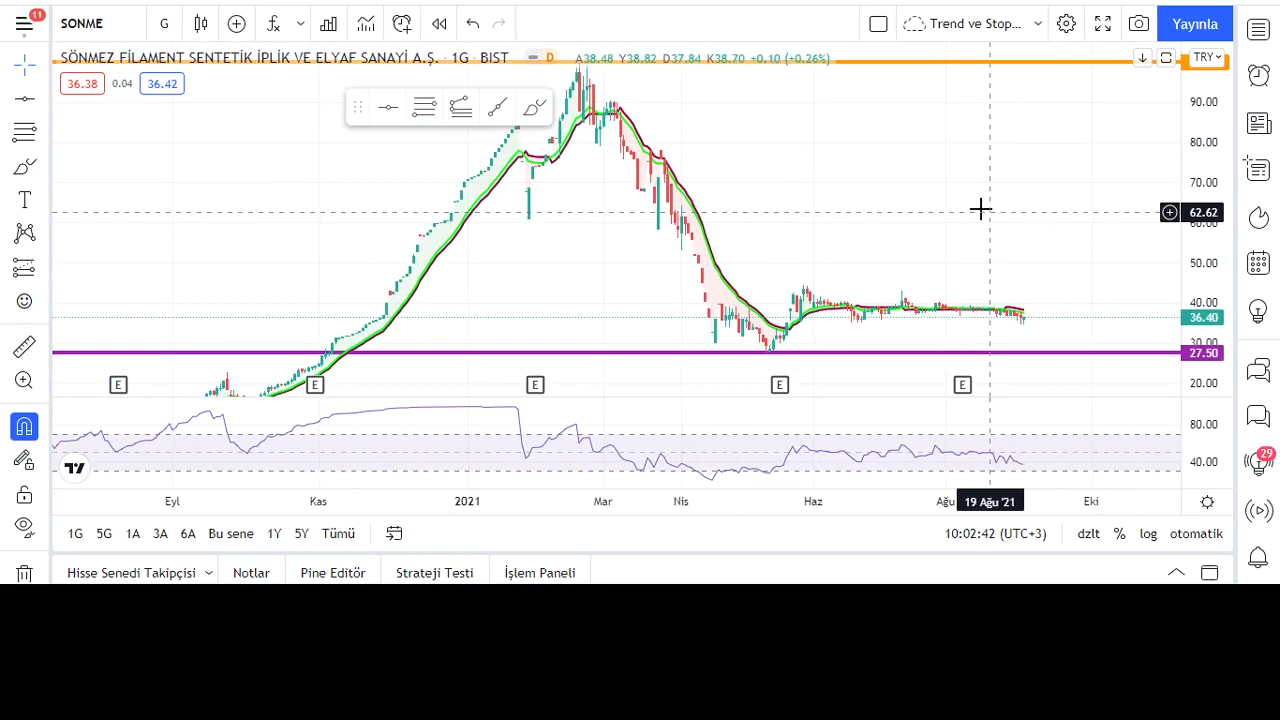 11
SONME
G
Trend ve Stop...
Yayınla
SÖNMEZ FİLAMENT SENTETİK İPLİK VE ELYAF SANAYİ A.Ş. · 1G · BIST
D
A38.48 Y38.82 D37.84 K38.70 +0.10 (+0.26%)
TRY
36.38 0.04 36.42
90.00
80.00
70.00
62.62
60.00
50.00
40.00
36.40
30.00
27.50
20.00
E E E E E
80.00
40.00
29
Eyl Kas 2021 Mar Nis Haz Ağu 19 Ağu '21 Eki
1G 5G 1A 3A 6A Bu sene 1Y 5Y Tümü 10:02:42 (UTC+3) dzlt % log otomatik
Hisse Senedi Takipçisi Notlar Pine Editör Strateji Testi İşlem Paneli